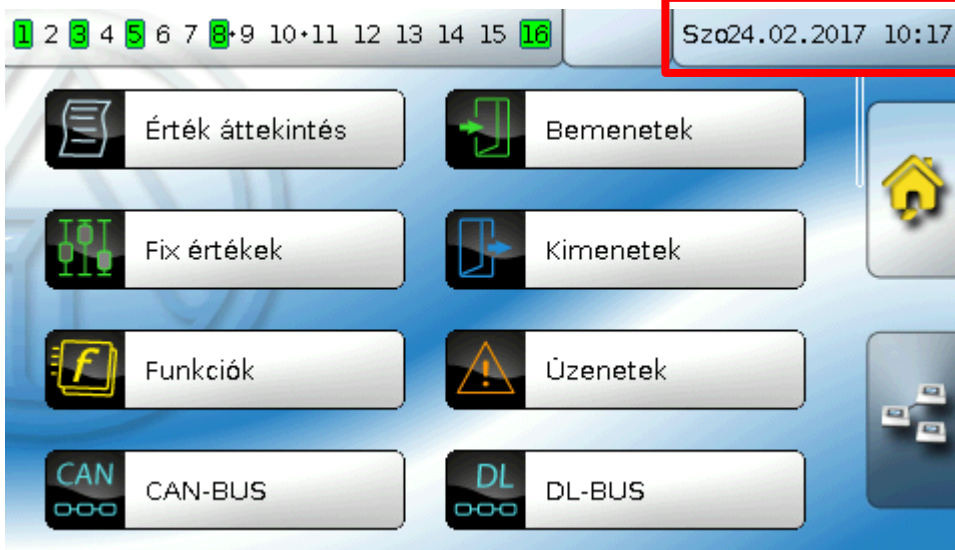 1 2 3 4 5 6 7 8•9 10•11 12 13 14 15 16 Szo24.02.2017 10:17
Érték áttekintés
Bemenetek
Fix értékek
Kimenetek
f Funkciók
Üzenetek
CAN CAN-BUS
DL DL-BUS